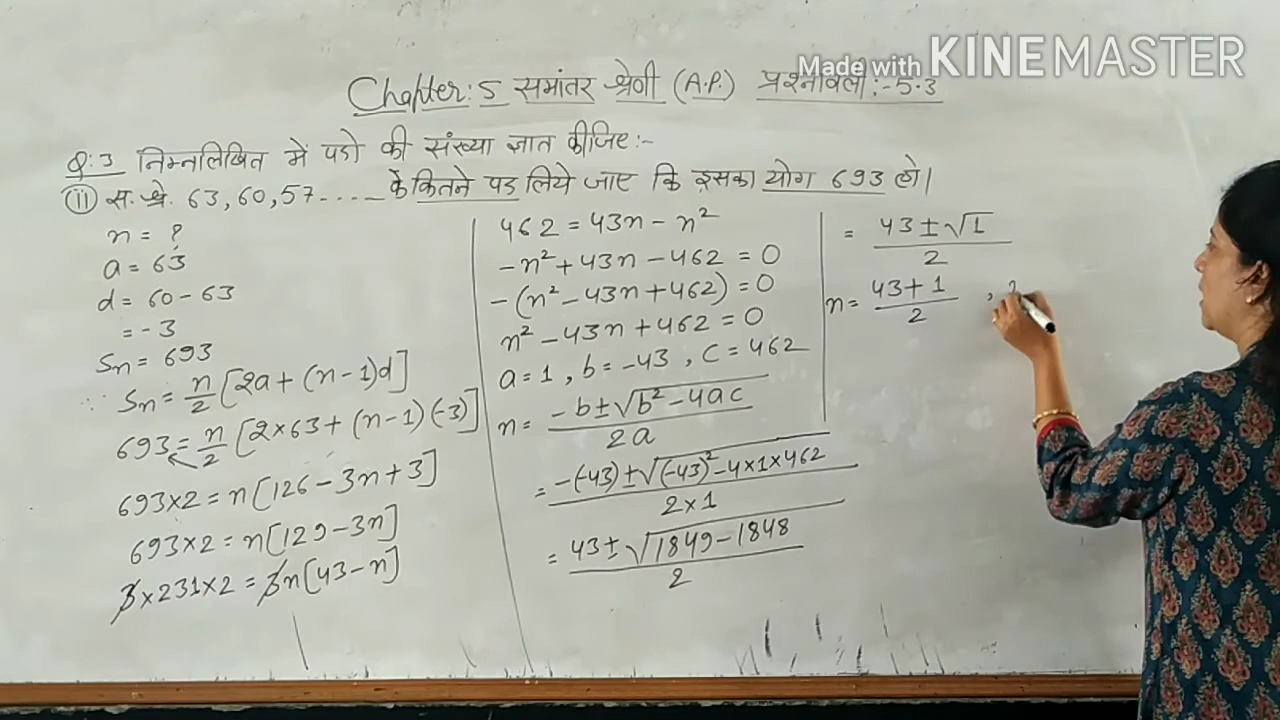 Made with KINEMASTER
Chapter: 5 समांतर श्रेणी (A.P.) प्रश्नावली:-5.3
Q:3 निम्नलिखित में पदो की संख्या ज्ञात कीजिए:-
(ii) स. श्रे. 63, 60, 57 ..... के कितने पद लिये जाए कि इसका योग 693 हो।
n = ?
a = 63
d = 60 - 63
= -3
Sn = 693
∵ Sn = n/2 [2a + (n-1)d]
693 = n/2 [2×63 + (n-1)(-3)]
693×2 = n[126 - 3n + 3]
693×2 = n[129 - 3n]
3×231×2 = 3n[43 - n]
462 = 43n - n²
-n² + 43n - 462 = 0
-(n² - 43n + 462) = 0
n² - 43n + 462 = 0
a = 1, b = -43, c = 462
n = (-b ± √(b² - 4ac))/2a
= (-(-43) ± √((-43)² - 4×1×462))/(2×1)
= (43 ± √(1849 - 1848))/2
= (43 ± √1)/2
n = (43 + 1)/2 ,